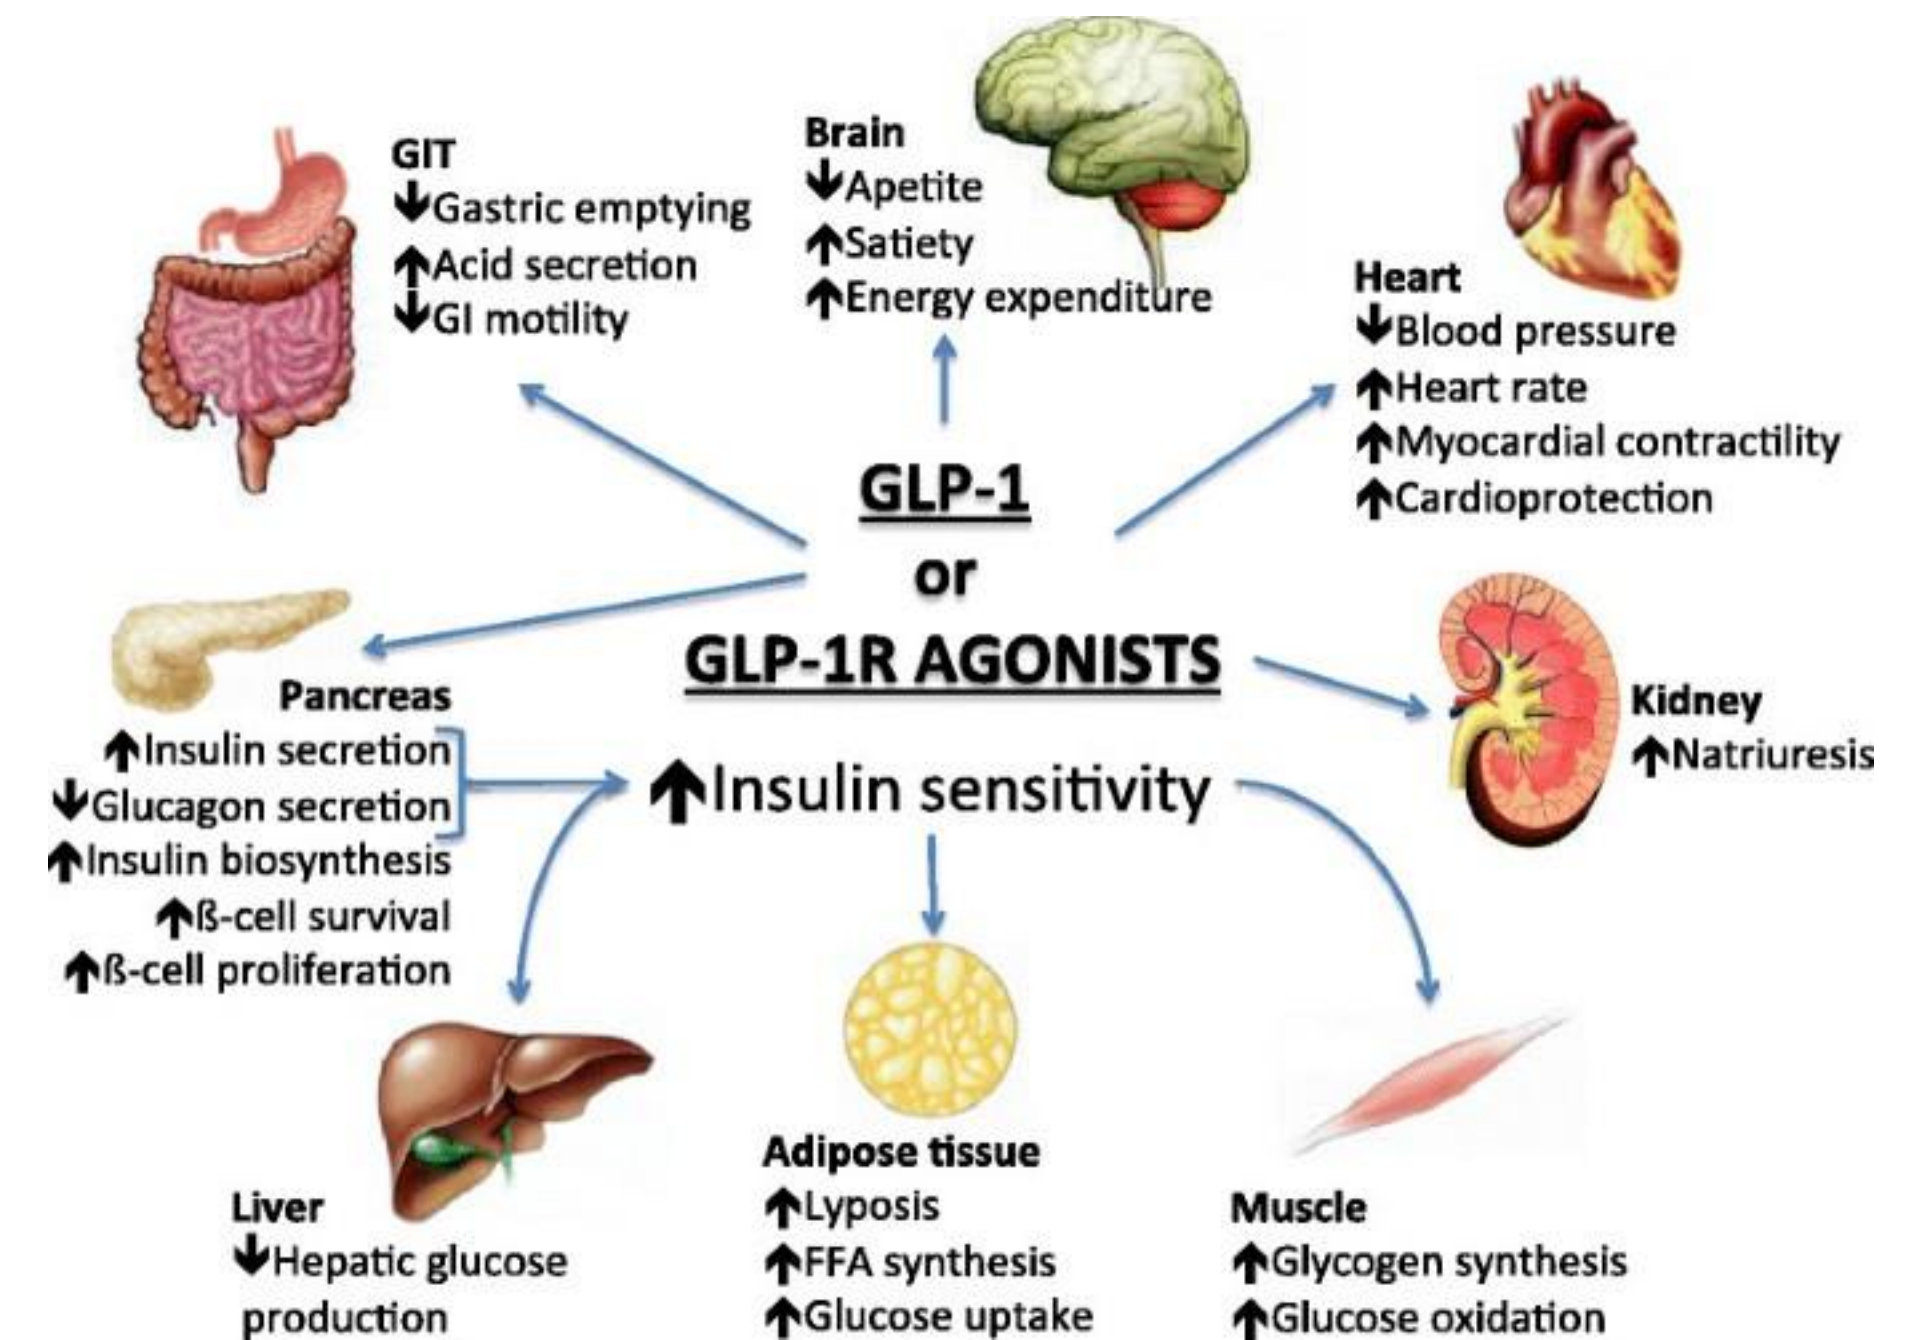 GIT
↓Gastric emptying
↑Acid secretion
↓GI motility
Brain
↓Apetite
↑Satiety
↑Energy expenditure
Heart
↓Blood pressure
↑Heart rate
↑Myocardial contractility
↑Cardioprotection
GLP-1
or
GLP-1R AGONISTS
Pancreas
↑Insulin secretion
↓Glucagon secretion
↑Insulin biosynthesis
↑ß-cell survival
↑ß-cell proliferation
↑Insulin sensitivity
Kidney
↑Natriuresis
Liver
↓Hepatic glucose
production
Adipose tissue
↑Lyposis
↑FFA synthesis
↑Glucose uptake
Muscle
↑Glycogen synthesis
↑Glucose oxidation